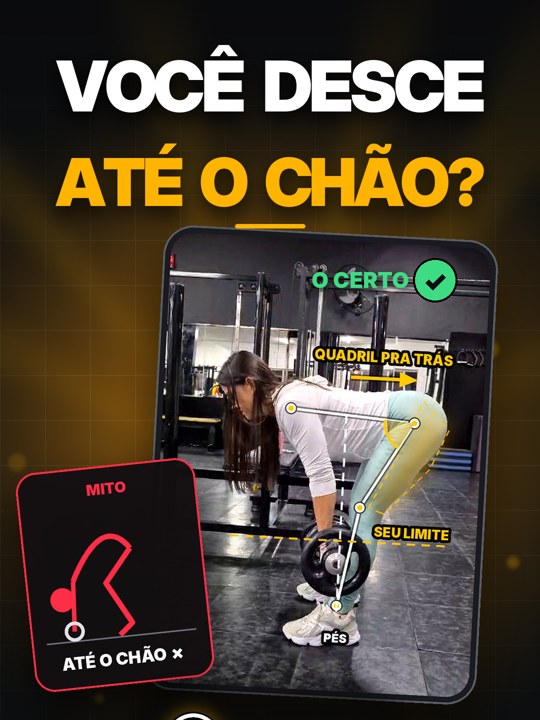 VOCÊ DESCE
ATÉ O CHÃO?
O CERTO
QUADRIL PRA TRÁS
MITO
SEU LIMITE
PÉS
ATÉ O CHÃO ×